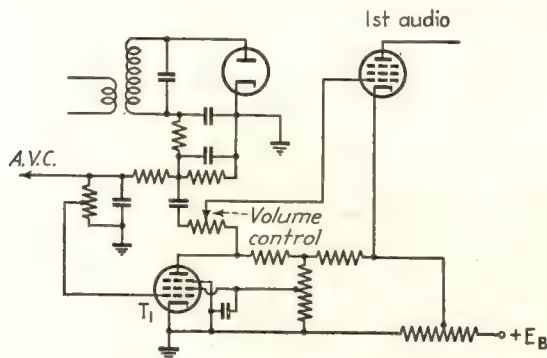 1st audio
A.V.C.
Volume
control
T1
+EB